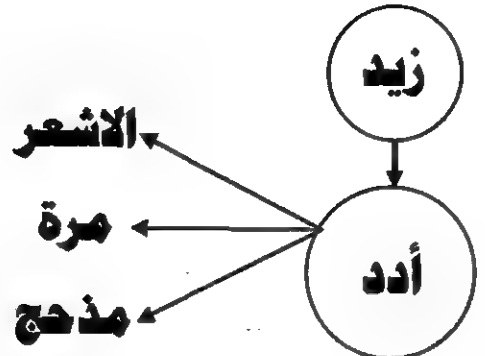 زيد
الاشعر
مرة
أدد
مذحج